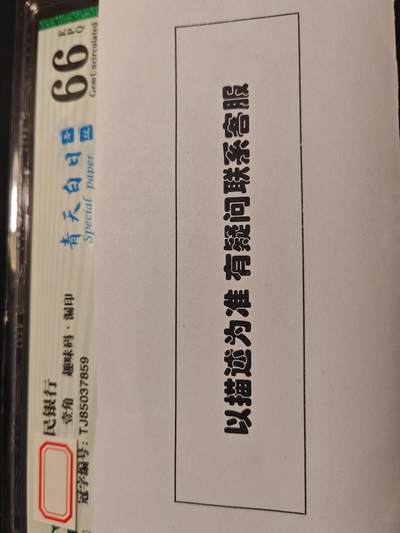 66 EPQ
Gem Uncirculated
青天白日
Special paper
民银行
壹角 趣味码·漏印
冠字编号:TJ85037859
以描述为准 有疑问联系客服